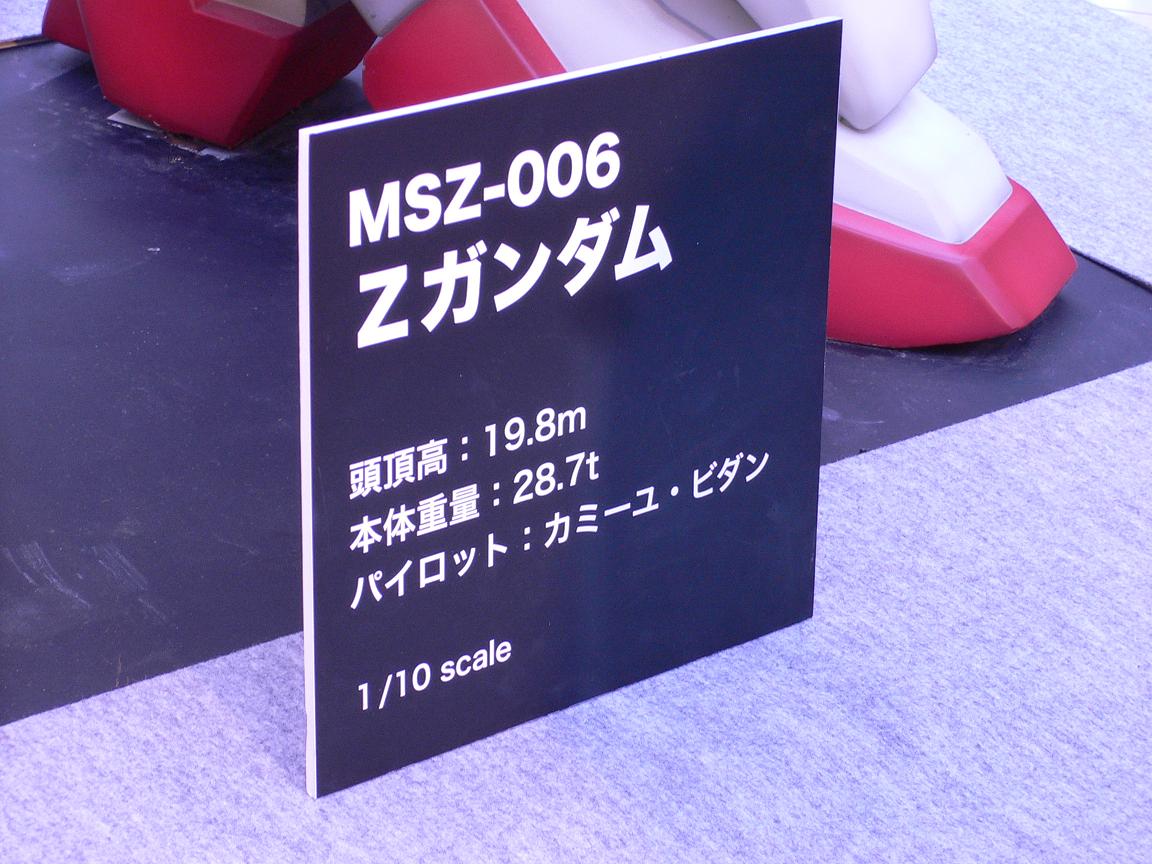 MSZ-006
Zガンダム
頭頂高：19.8m
本体重量：28.7t
パイロット：カミーユ・ビダン
1/10 scale